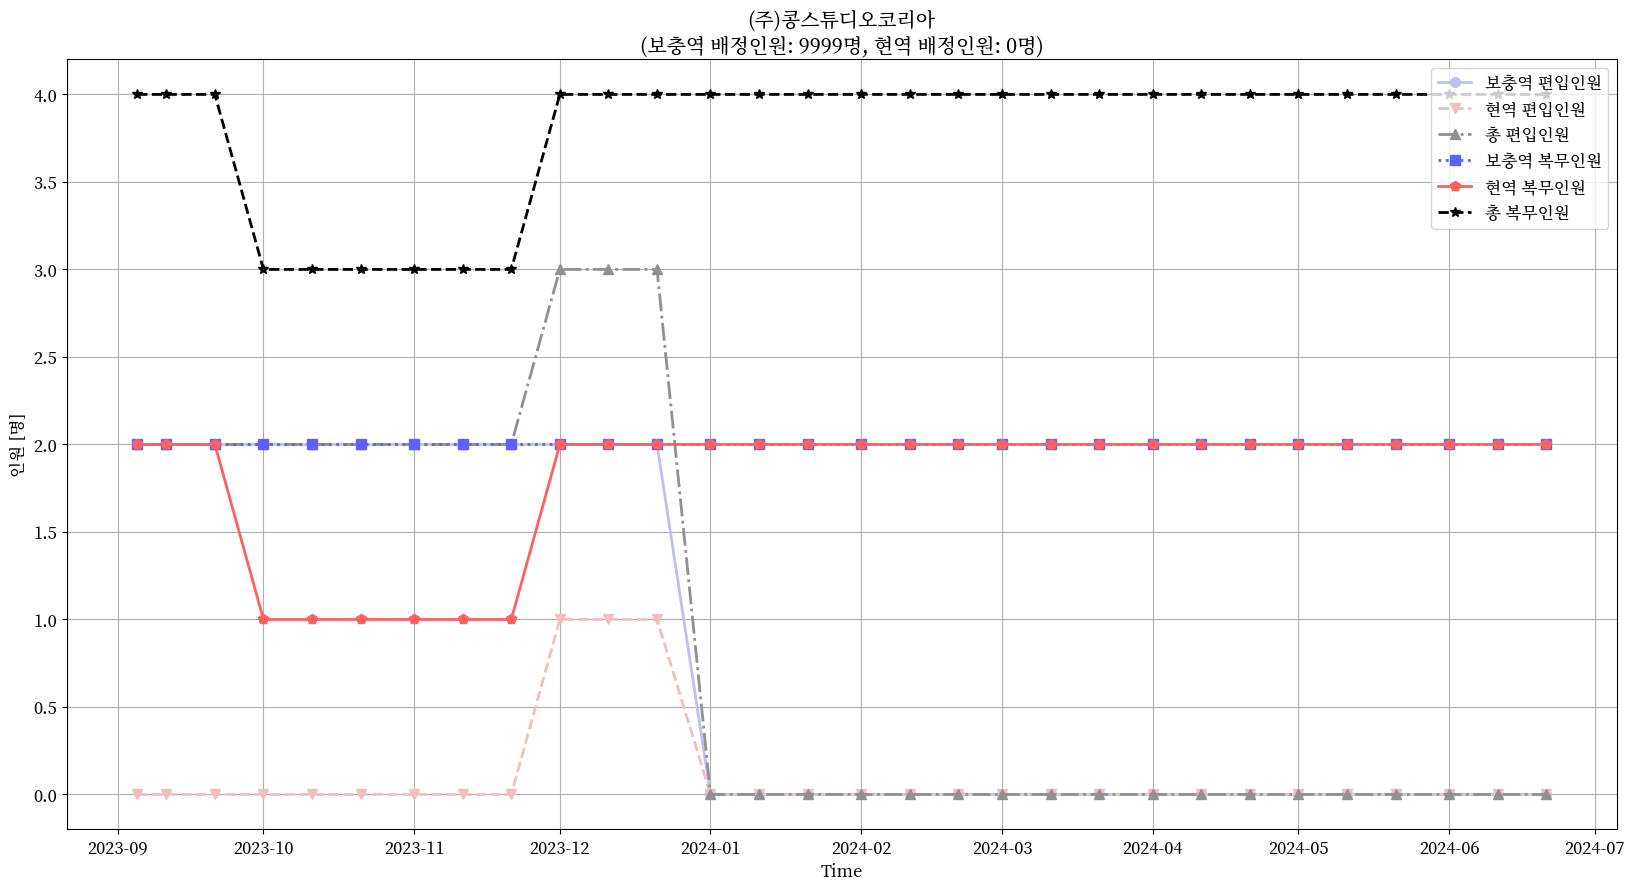 (주)콩스튜디오코리아
(보충역 배정인원: 9999명, 현역 배정인원: 0명)
보충역 편입인원
현역 편입인원
총 편입인원
보충역 복무인원
현역 복무인원
총 복무인원
인원 [명]
4.0
3.5
3.0
2.5
2.0
1.5
1.0
0.5
0.0
2023-09 2023-10 2023-11 2023-12 2024-01 2024-02 2024-03 2024-04 2024-05 2024-06 2024-07
Time